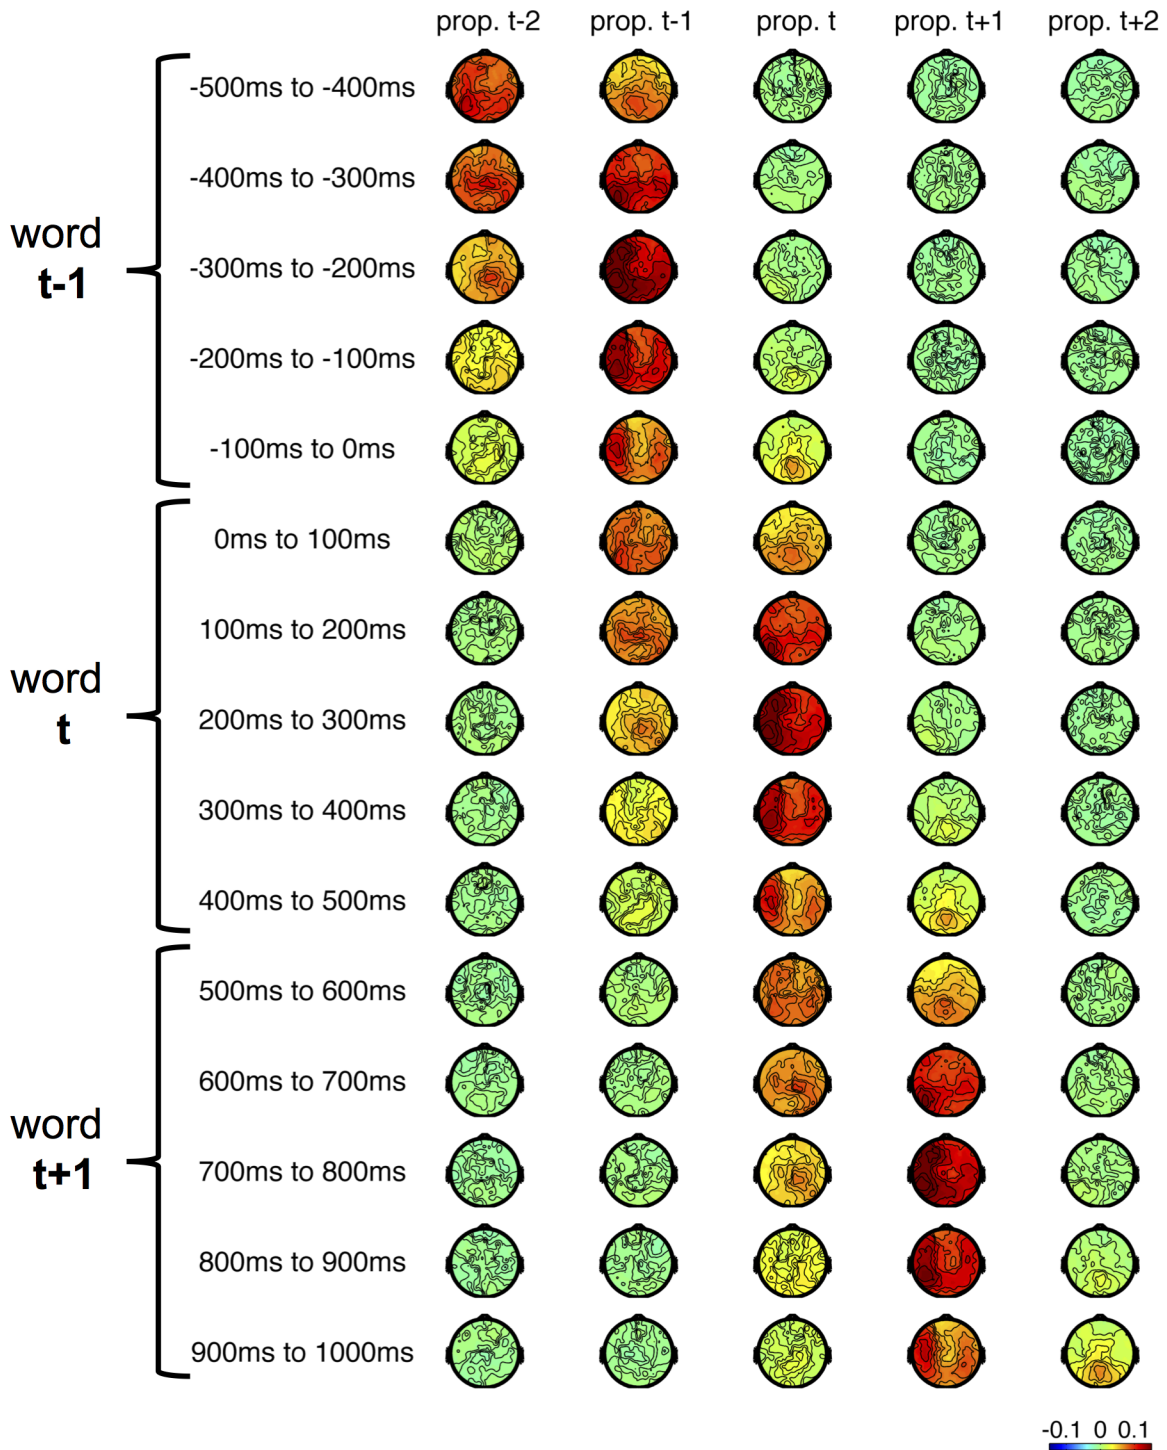 prop. t-2 prop. t-1 prop. t prop. t+1 prop. t+2
-500ms to -400ms
-400ms to -300ms
word
t-1
-300ms to -200ms
-200ms to -100ms
-100ms to 0ms
0ms to 100ms
100ms to 200ms
word
t
200ms to 300ms
300ms to 400ms
400ms to 500ms
500ms to 600ms
600ms to 700ms
word
t+1
700ms to 800ms
800ms to 900ms
900ms to 1000ms
-0.1 0 0.1